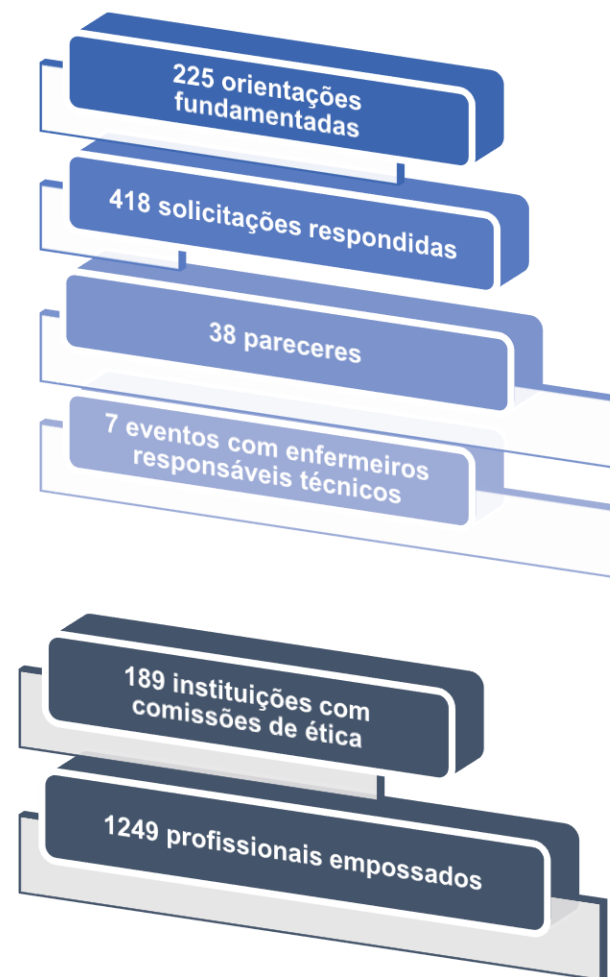 225 orientações
fundamentadas
418 solicitações respondidas
38 pareceres
7 eventos com enfermeiros
responsáveis técnicos
189 instituições com
comissões de ética
1249 profissionais empossados